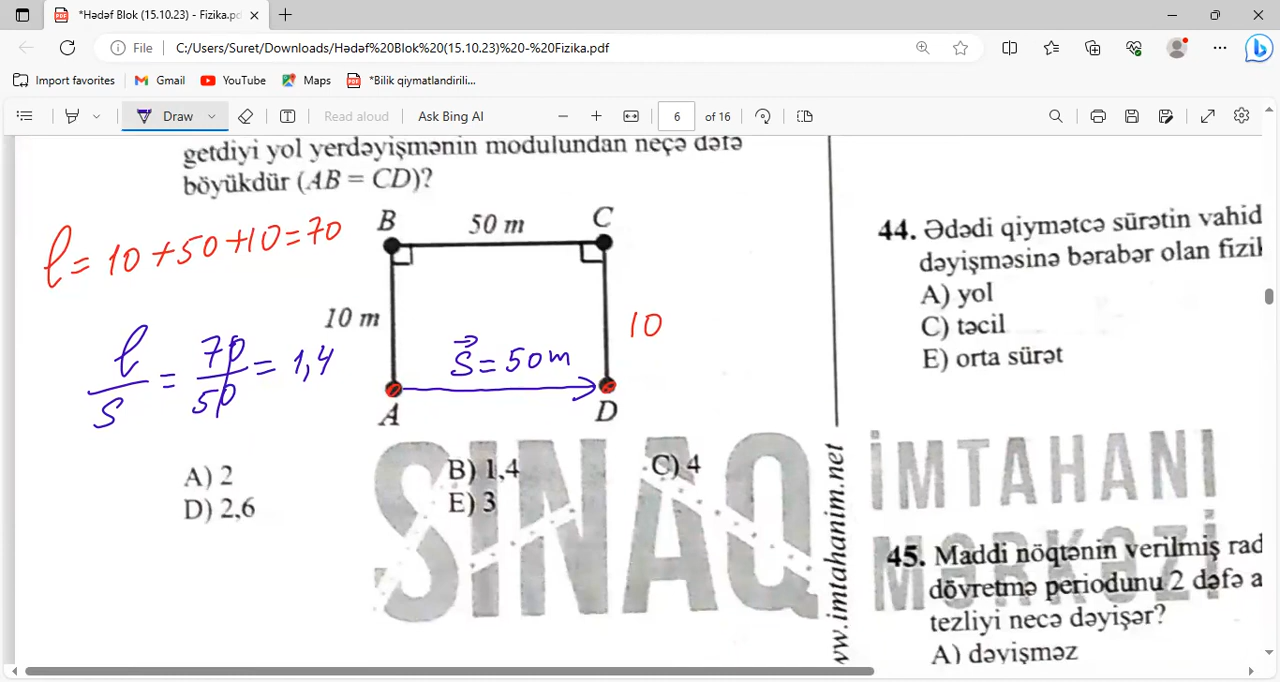 *Hədəf Blok (15.10.23) - Fizika.pd
File C:/Users/Suret/Downloads/Hədəf%20Blok%20(15.10.23)%20-%20Fizika.pdf
Import favorites Gmail YouTube Maps *Bilik qiymatlandirili...
Draw Read aloud Ask Bing AI 6 of 16
getdiyi yol yerdəyişmənin modulundan neçə dəfə
böyükdür (AB = CD)?
l = 10 + 50 + 10 = 70
B 50 m C
10 m
10
l/s = 70/50 = 1,4
S⃗ = 50m
A D
A) 2 B) 1,4 C) 4
D) 2,6 E) 3
SINAQ
www.imtahanim.net
44. Ədədi qiymətcə sürətin vahid
dəyişməsinə bərabər olan fizik
A) yol
C) təcil
E) orta sürət
İMTAHANI
MƏRKƏZİ
45. Maddi nöqtənin verilmiş rad
dövretmə periodunu 2 dəfə a
tezliyi necə dəyişər?
A) dəyişməz